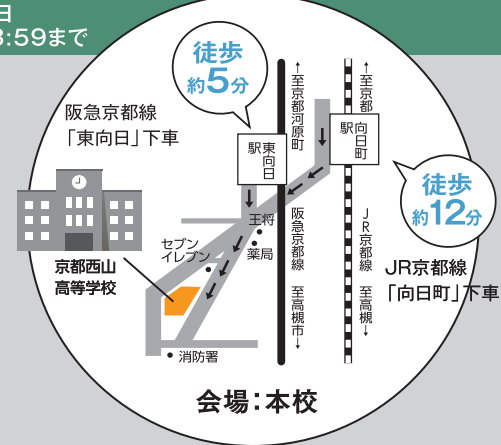 日
3:59まで
徒歩
約5分
阪急京都線
「東向日」下車
←至京都河原町
←至京都
東向日駅
向日町駅
徒歩
約12分
王将
薬局
セブン
イレブン
阪急京都線 至高槻市→
JR京都線 至高槻→
JR京都線
「向日町」下車
京都西山
高等学校
消防署
会場：本校